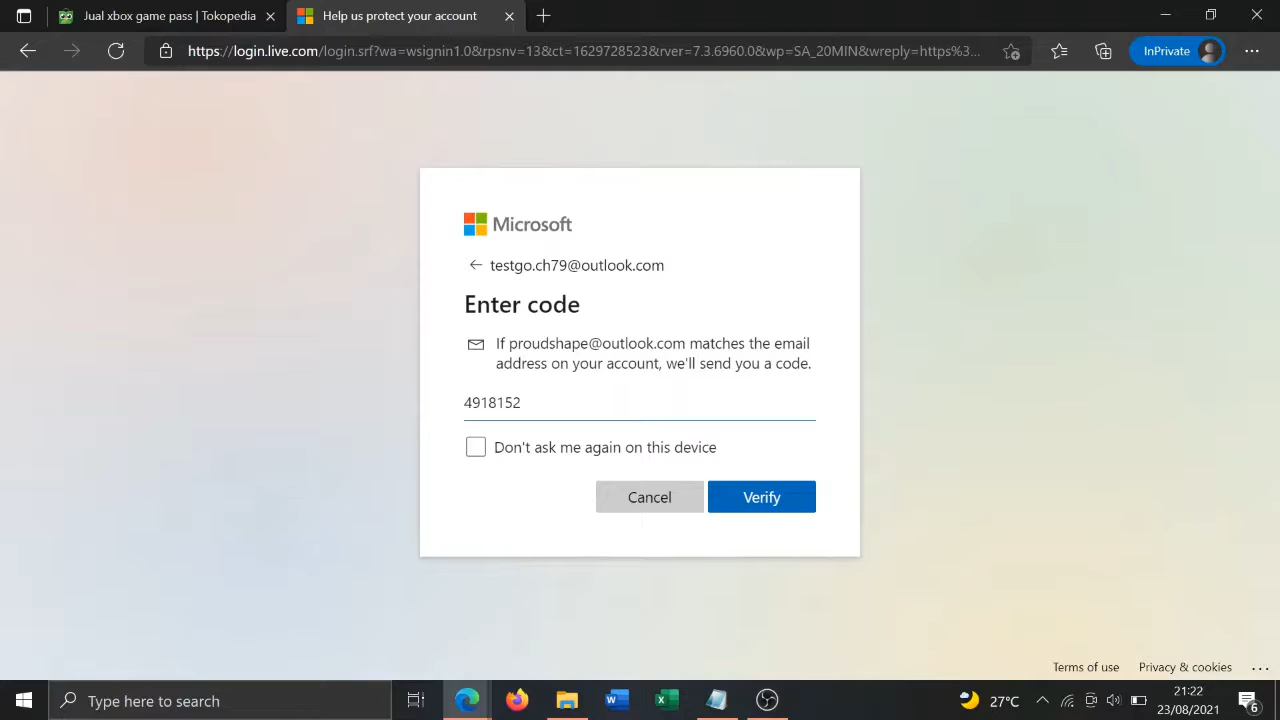 Jual xbox game pass | Tokopedia
Help us protect your account
https://login.live.com/login.srf?wa=wsignin1.0&rpsnv=13&ct=1629728523&rver=7.3.6960.0&wp=SA_20MIN&wreply=https%3...
InPrivate
Microsoft
testgo.ch79@outlook.com
Enter code
If proudshape@outlook.com matches the email
address on your account, we'll send you a code.
4918152
Don't ask me again on this device
Cancel
Verify
Terms of use
Privacy & cookies
...
Type here to search
27°C
21:22
23/08/2021
6